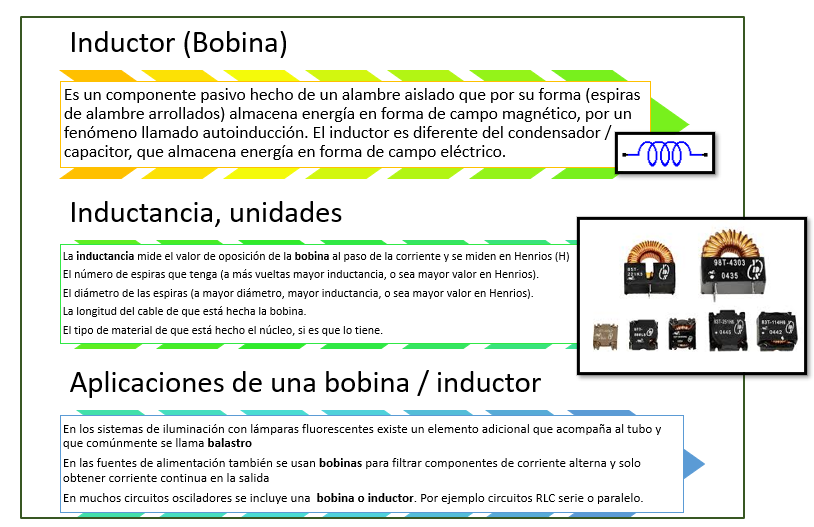 Inductor (Bobina)
Es un componente pasivo hecho de un alambre aislado que por su forma (espiras
de alambre arrollados) almacena energía en forma de campo magnético, por un
fenómeno llamado autoinducción. El inductor es diferente del condensador /
capacitor, que almacena energía en forma de campo eléctrico.
Inductancia, unidades
La inductancia mide el valor de oposición de la bobina al paso de la corriente y se miden en Henrios (H)
El número de espiras que tenga (a más vueltas mayor inductancia, o sea mayor valor en Henrios).
El diámetro de las espiras (a mayor diámetro, mayor inductancia, o sea mayor valor en Henrios).
La longitud del cable de que está hecha la bobina.
El tipo de material de que está hecho el núcleo, si es que lo tiene.
98T-4303
0435
0445
0442
Aplicaciones de una bobina / inductor
En los sistemas de iluminación con lámparas fluorescentes existe un elemento adicional que acompaña al tubo y
que comúnmente se llama balastro
En las fuentes de alimentación también se usan bobinas para filtrar componentes de corriente alterna y solo
obtener corriente continua en la salida
En muchos circuitos osciladores se incluye una bobina o inductor. Por ejemplo circuitos RLC serie o paralelo.